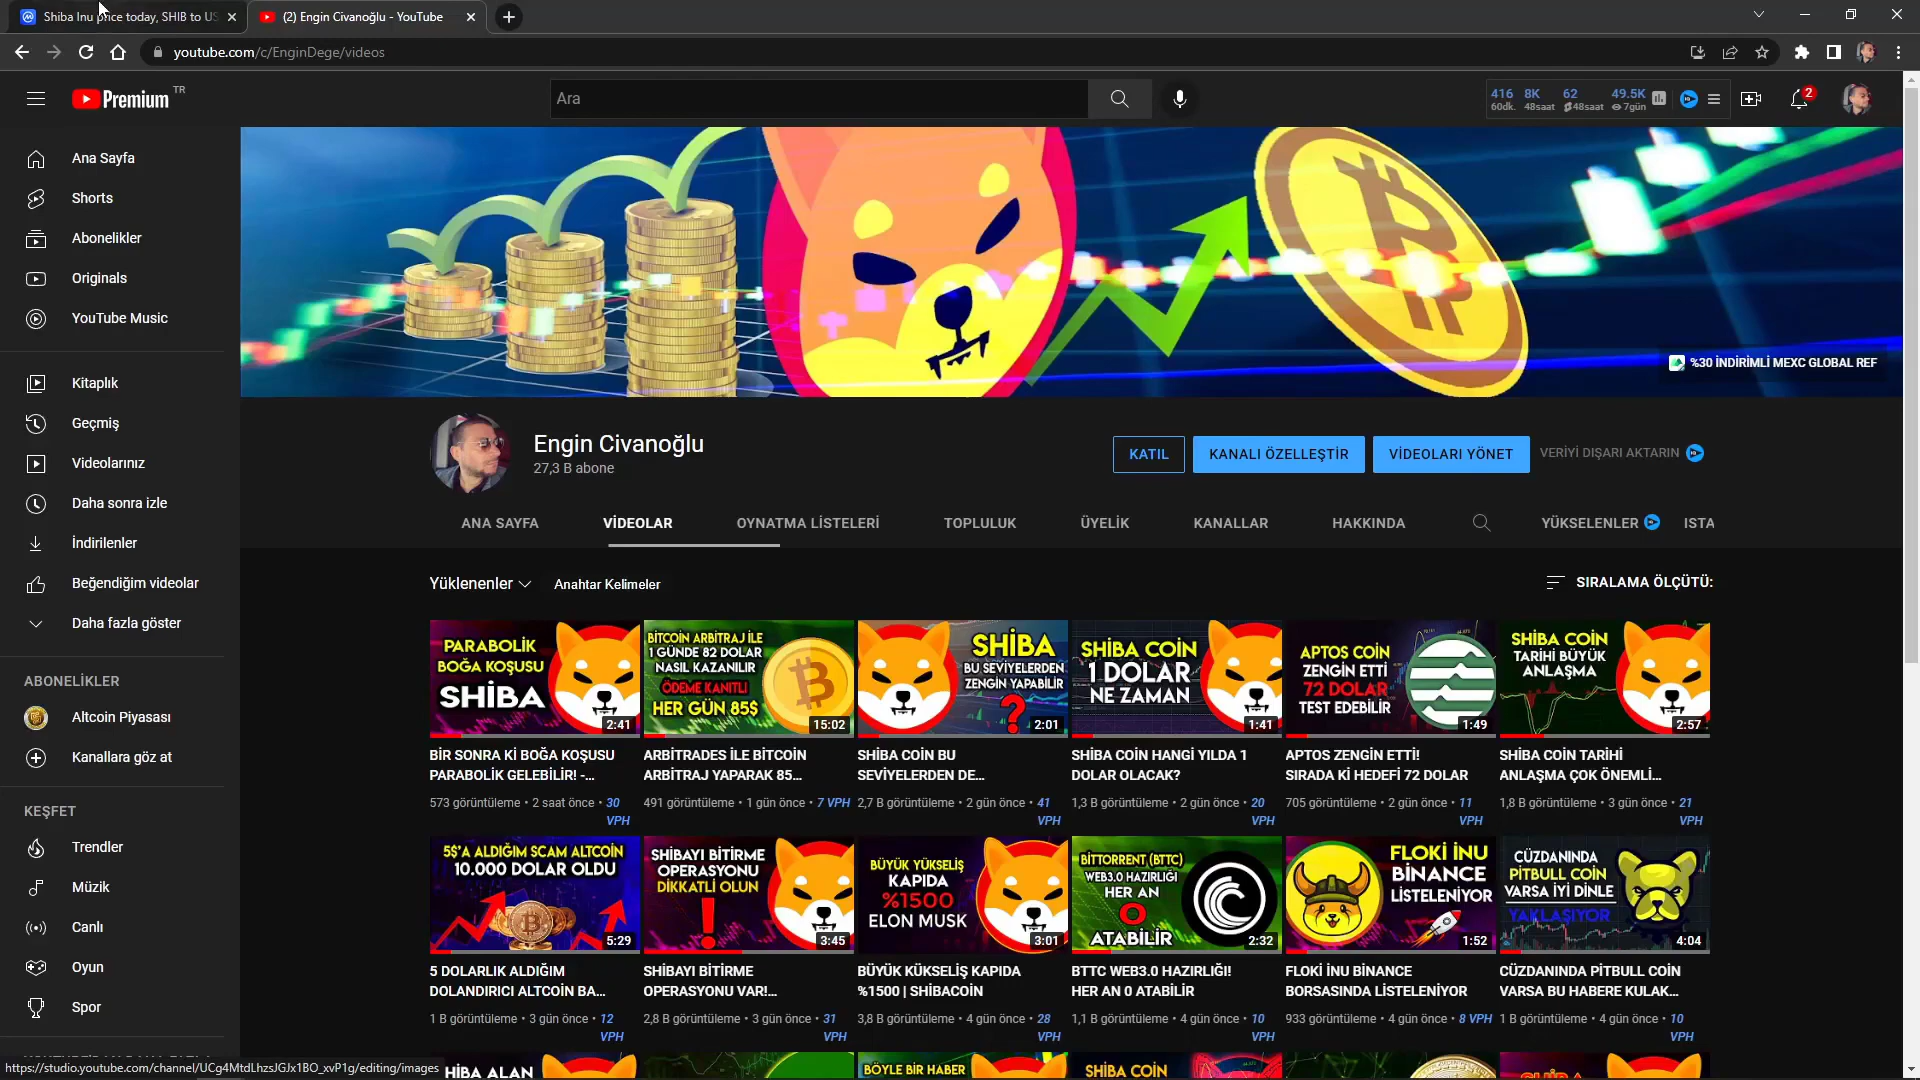 Shiba Inu price today, SHIB to US
(2) Engin Civanoğlu - YouTube
youtube.com/c/EnginDege/videos
Premium TR
Ara
416 8K 62 49.5K
60dk. 48saat 48saat 7gün
2
Ana Sayfa
Shorts
Abonelikler
Originals
YouTube Music
Kitaplık
Geçmiş
Videolarınız
Daha sonra izle
İndirilenler
Beğendiğim videolar
Daha fazla göster
ABONELİKLER
Altcoin Piyasası
Kanallara göz at
KEŞFET
Trendler
Müzik
Canlı
Oyun
Spor
%30 İNDİRİMLİ MEXC GLOBAL REF
Engin Civanoğlu
27,3 B abone
KATIL
KANALI ÖZELLEŞTİR
VİDEOLARI YÖNET
VERİYİ DIŞARI AKTARIN
ANA SAYFA
VİDEOLAR
OYNATMA LİSTELERİ
TOPLULUK
ÜYELİK
KANALLAR
HAKKINDA
YÜKSELENLER
ISTA
Yüklenenler
Anahtar Kelimeler
SIRALAMA ÖLÇÜTÜ:
PARABOLİK
BOĞA KOŞUSU
SHİBA
2:41
BİR SONRA Kİ BOĞA KOŞUSU
PARABOLİK GELEBİLİR! -...
573 görüntüleme • 2 saat önce • 30
VPH
BİTCOİN ARBİTRAJ İLE
1 GÜNDE 82 DOLAR
NASIL KAZANILIR
ÖDEME KANITLI
HER GÜN 85$
15:02
ARBİTRADES İLE BİTCOİN
ARBİTRAJ YAPARAK 85...
491 görüntüleme • 1 gün önce • 7 VPH
SHİBA
BU SEVİYELERDEN
ZENGİN YAPABİLİR
?
2:01
SHİBA COİN BU
SEVİYELERDEN DE...
2,7 B görüntüleme • 2 gün önce • 41
VPH
SHİBA COİN
1 DOLAR
NE ZAMAN
1:41
SHİBA COİN HANGİ YILDA 1
DOLAR OLACAK?
1,3 B görüntüleme • 2 gün önce • 20
VPH
APTOS COİN
ZENGİN ETTİ
72 DOLAR
TEST EDEBİLİR
1:49
APTOS ZENGİN ETTİ!
SIRADA Kİ HEDEFİ 72 DOLAR
705 görüntüleme • 2 gün önce • 11
VPH
SHİBA COİN
TARİHİ BÜYÜK
ANLAŞMA
2:57
SHİBA COİN TARİHİ
ANLAŞMA ÇOK ÖNEMLİ...
1,8 B görüntüleme • 3 gün önce • 21
VPH
5$'A ALDIĞIM SCAM ALTCOİN
10.000 DOLAR OLDU
5:29
5 DOLARLIK ALDIĞIM
DOLANDIRICI ALTCOİN BA...
1 B görüntüleme • 3 gün önce • 12
VPH
SHİBAYI BİTİRME
OPERASYONU
DİKKATLİ OLUN
!
3:45
SHİBAYI BİTİRME
OPERASYONU VAR!...
2,8 B görüntüleme • 3 gün önce • 31
VPH
BÜYÜK YÜKSELİŞ
KAPIDA
%1500
ELON MUSK
3:01
BÜYÜK KÜKSELİŞ KAPIDA
%1500 | SHİBACOİN
3,8 B görüntüleme • 4 gün önce • 28
VPH
BİTTORRENT (BTTC)
WEB3.0 HAZIRLIĞI
HER AN
0
ATABİLİR
2:32
BTTC WEB3.0 HAZIRLIĞI!
HER AN 0 ATABİLİR
1,1 B görüntüleme • 4 gün önce • 10
VPH
FLOKİ İNU
BİNANCE
LİSTELENİYOR
1:52
FLOKİ İNU BİNANCE
BORSASINDA LİSTELENİYOR
933 görüntüleme • 4 gün önce • 8 VPH
CÜZDANINDA
PİTBULL COİN
VARSA İYİ DİNLE
YAKLAŞIYOR
4:04
CÜZDANINDA PİTBULL COİN
VARSA BU HABERE KULAK...
1 B görüntüleme • 4 gün önce • 10
VPH
HİBA ALAN
BÖYLE BİR HABER
SHİBA COİN
https://studio.youtube.com/channel/UCg4MtdLhzsJGJx1BO_xvP1g/editing/images